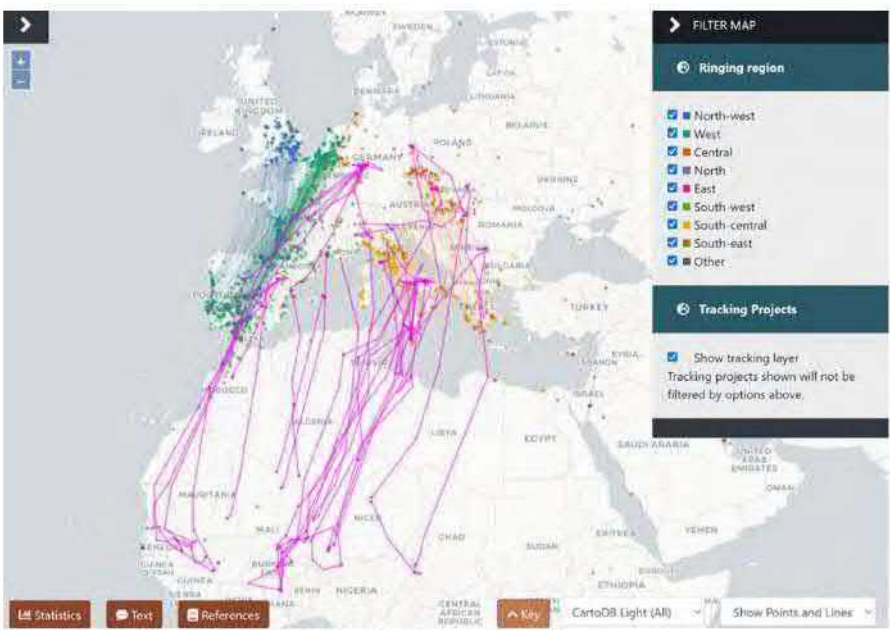 FILTER MAP
Ringing region
North-west
West
Central
North
East
South-west
South-central
South-east
Other
Tracking Projects
Show tracking layer
Tracking projects shown will not be
filtered by options above.
+
−
SWEDEN
ESTONIA
LATVIA
LITHUANIA
DENMARK
UNITED
KINGDOM
IRELAND
BELARUS
POLAND
GERMANY
UKRAINE
AUSTRIA
MOLDOVA
ROMANIA
BULGARIA
TURKEY
SYRIA
LEBANON
ISRAEL
MOROCCO
ALGERIA
LIBYA
EGYPT
SAUDI ARABIA
UNITED
ARAB
EMIRATES
OMAN
MAURITANIA
MALI
NIGER
CHAD
SUDAN
ERITREA
YEMEN
GUINEA
BENIN
NIGERIA
ETHIOPIA
CENTRAL
AFRICAN
REPUBLIC
Statistics
Text
References
Key
CartoDB Light (All)
Show Points and Lines